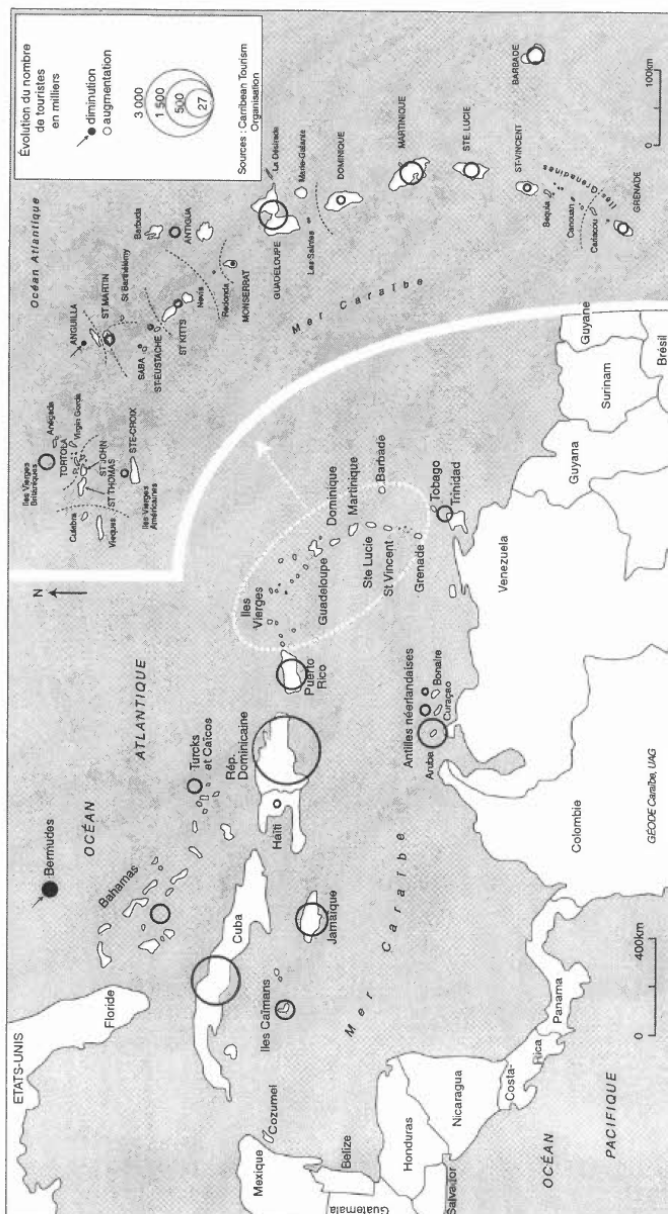 Évolution du nombre
de touristes
en milliers
diminution
augmentation
3 000
1 500
500
27
Sources : Carribean Tourism
Organisation
N
Océan Atlantique
Iles Vierges
Britanniques
Anégada
Virgin Gorda
TORTOLA
ST JOHN
ST THOMAS
Culebra
Vieques
STE-CROIX
Iles Vierges
Américaines
ANGUILLA
ST MARTIN
St Barthélémy
SABA
ST-EUSTACHE
ST KITTS
Nevis
Barbuda
ANTIGUA
Redonda
MONSERRAT
GUADELOUPE
La Désirade
Marie-Galante
Les Saintes
DOMINIQUE
MARTINIQUE
STE LUCIE
ST-VINCENT
BARBADE
Bequia
Canouan
Cariacou
Iles Grenadines
GRENADE
Mer Caraïbe
100km
0
ETATS-UNIS
Floride
Bermudes
OCÉAN
ATLANTIQUE
Bahamas
Turcks
et Caïcos
Cuba
Iles Caïmans
Jamaïque
Haïti
Rép.
Dominicaine
Puerto
Rico
Iles
Vierges
Guadeloupe
Dominique
Martinique
Ste Lucie
St Vincent
Barbade
Grenade
Tobago
Trinidad
Antilles néerlandaises
Aruba
Curaçao
Bonaire
Mer Caraïbe
Mexique
Cozumel
Belize
Guatemala
Honduras
Salvador
Nicaragua
Costa-
Rica
Panama
Colombie
Venezuela
Guyana
Surinam
Guyane
Brésil
OCÉAN
PACIFIQUE
0
400km
GÉODE Caraïbe, UAG